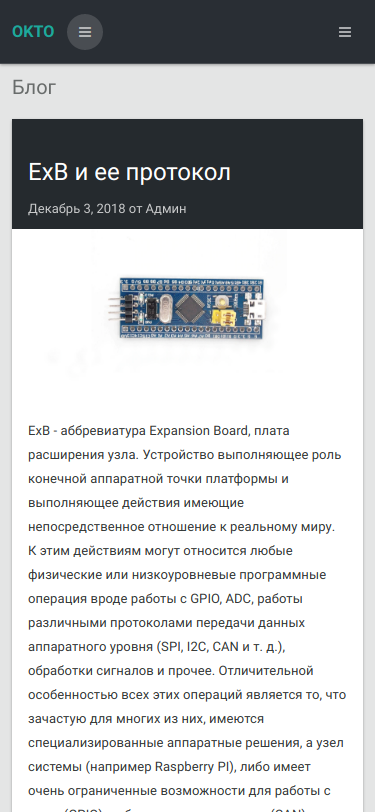 OKTO
Блог
ExB и ее протокол
Декабрь 3, 2018 от Админ
ExB - аббревиатура Expansion Board, плата
расширения узла. Устройство выполняющее роль
конечной аппаратной точки платформы и
выполняющее действия имеющие
непосредственное отношение к реальному миру.
К этим действиям могут относится любые
физические или низкоуровневые программные
операция вроде работы с GPIO, ADC, работы
различными протоколами передачи данных
аппаратного уровня (SPI, I2C, CAN и т. д.),
обработки сигналов и прочее. Отличительной
особенностью всех этих операций является то, что
зачастую для многих из них, имеются
специализированные аппаратные решения, а узел
системы (например Raspberry PI), либо имеет
очень ограниченные возможности для работы с